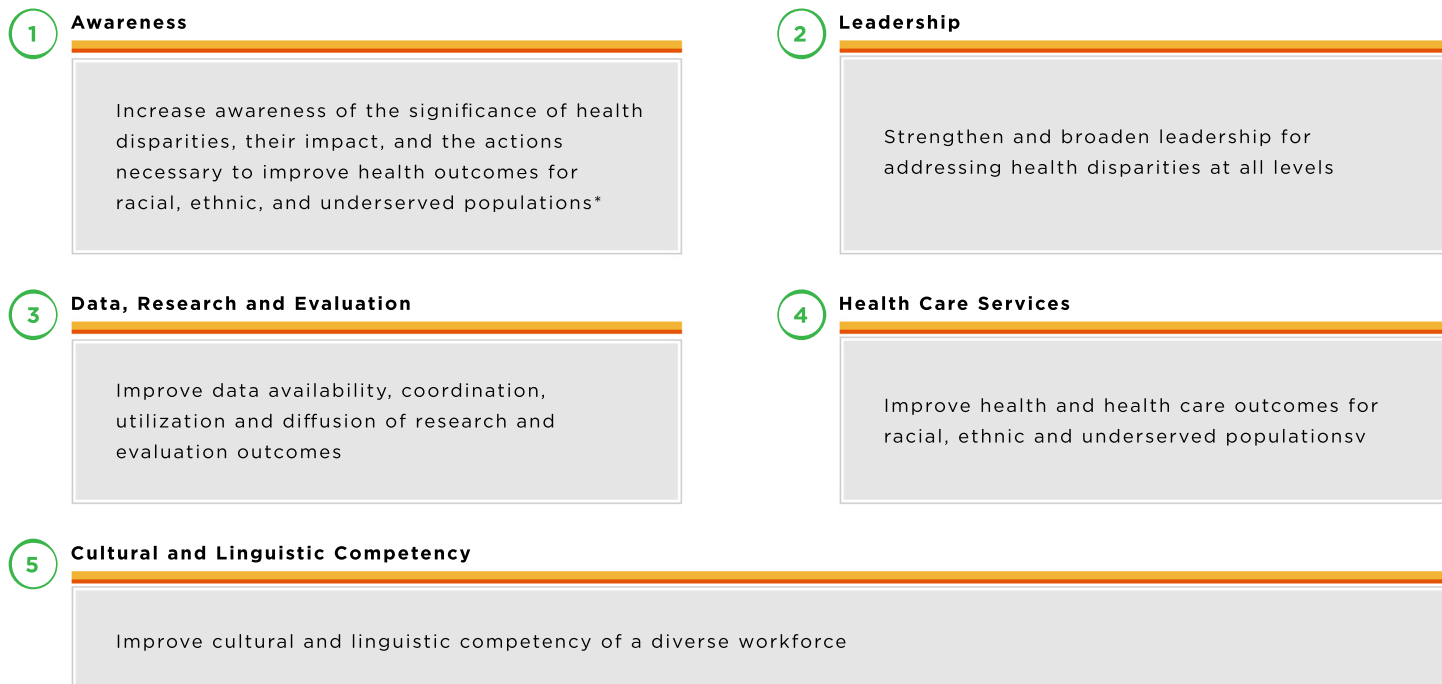 1
Awareness
Increase awareness of the significance of health
disparities, their impact, and the actions
necessary to improve health outcomes for
racial, ethnic, and underserved populations*
2
Leadership
Strengthen and broaden leadership for
addressing health disparities at all levels
3
Data, Research and Evaluation
Improve data availability, coordination,
utilization and diffusion of research and
evaluation outcomes
4
Health Care Services
Improve health and health care outcomes for
racial, ethnic and underserved populationsv
5
Cultural and Linguistic Competency
Improve cultural and linguistic competency of a diverse workforce